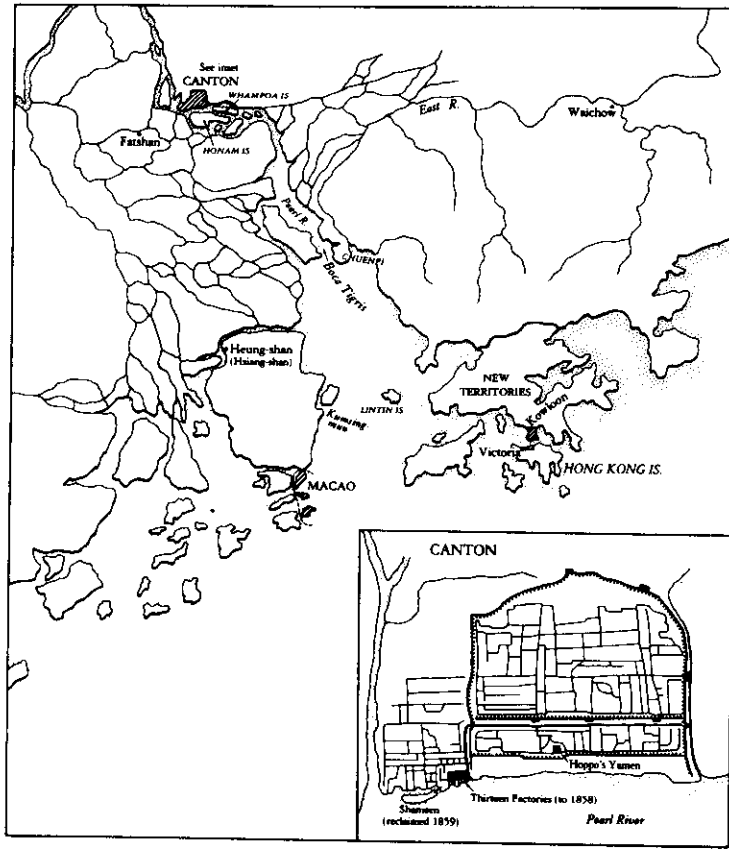 See inset
CANTON
WHAMPOA IS
East R.
Waichow
Fatshan
HONAM IS
Pearl R.
CHUENPI
Boca Tigris
Heung-shan
(Hsiang-shan)
NEW
TERRITORIES
LINTIN IS
Kumsing-
mun
Kowloon
Victoria
HONG KONG IS.
MACAO
CANTON
Hoppo's Yamen
Thirteen Factories (to 1858)
Shameen
(reclaimed 1859)
Pearl River